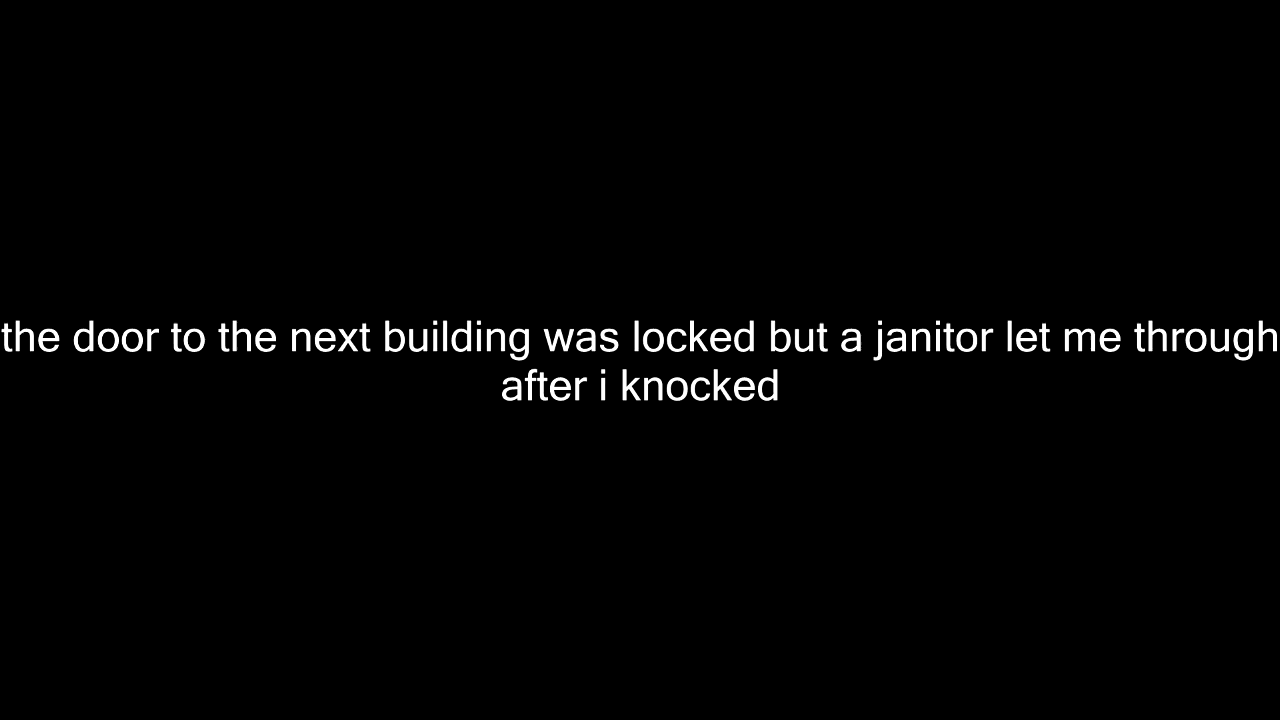 the door to the next building was locked but a janitor let me through
after i knocked